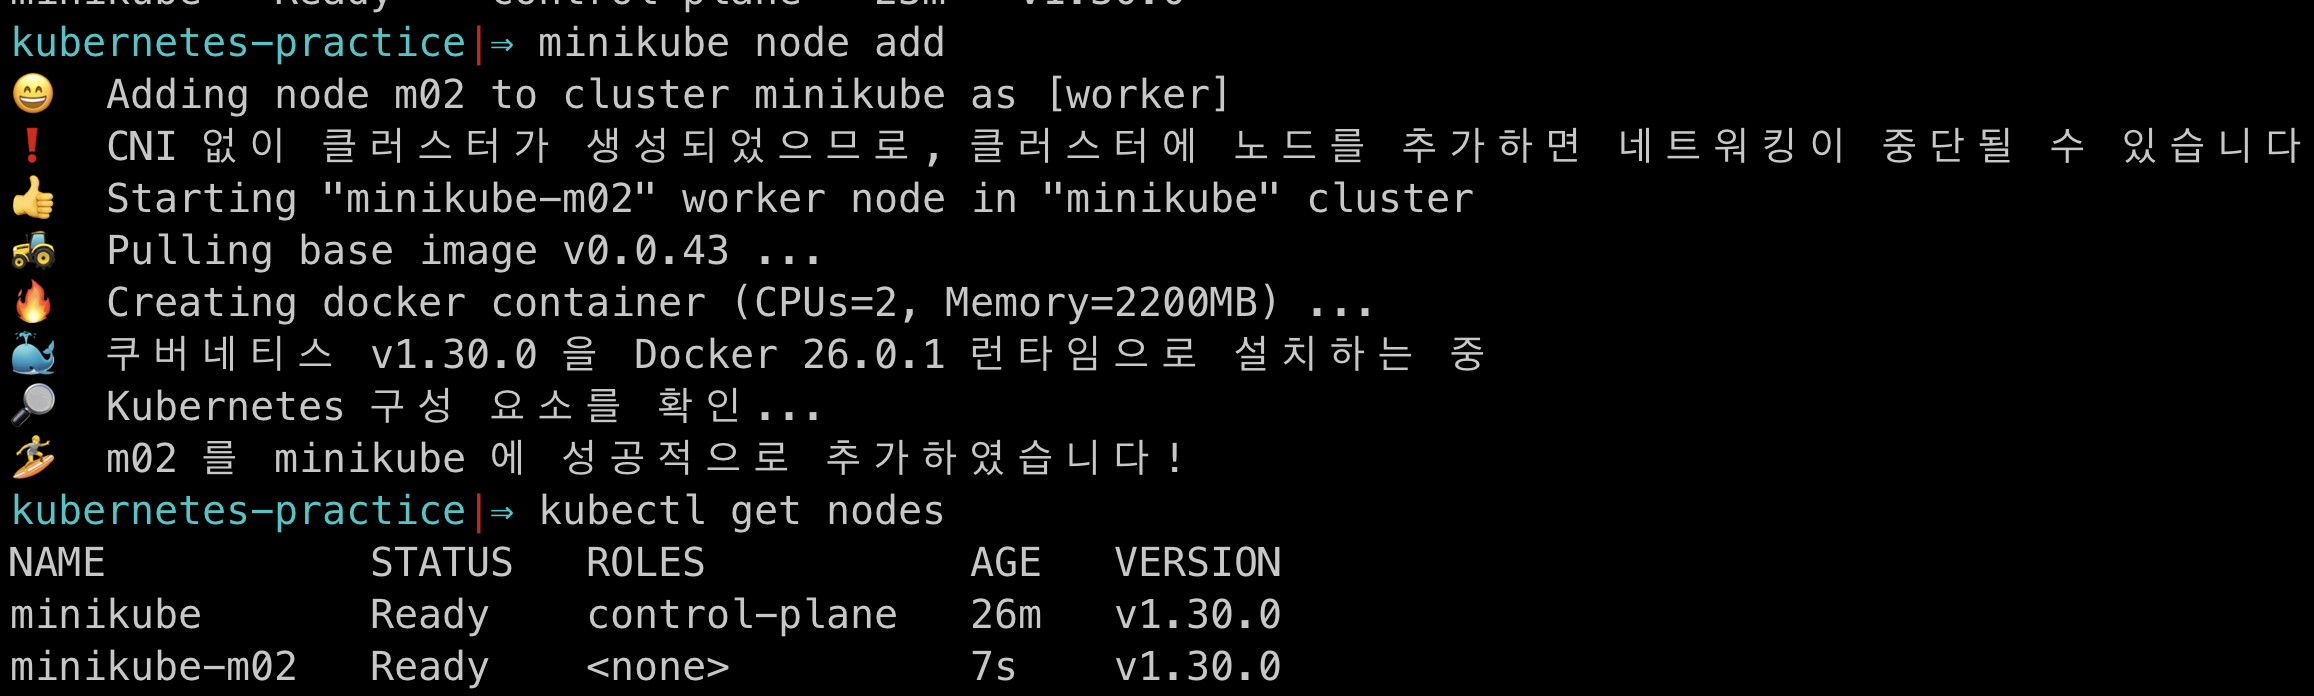 minikube   Ready    control-plane   25m   v1.30.0
kubernetes-practice|⇒ minikube node add
😄  Adding node m02 to cluster minikube as [worker]
❗  CNI 없이 클러스터가 생성되었으므로, 클러스터에 노드를 추가하면 네트워킹이 중단될 수 있습니다
👍  Starting "minikube-m02" worker node in "minikube" cluster
🚜  Pulling base image v0.0.43 ...
🔥  Creating docker container (CPUs=2, Memory=2200MB) ...
🐳  쿠버네티스 v1.30.0 을 Docker 26.0.1 런타임으로 설치하는 중
🔎  Kubernetes 구성 요소를 확인...
🏄  m02 를 minikube 에 성공적으로 추가하였습니다!
kubernetes-practice|⇒ kubectl get nodes
NAME           STATUS   ROLES           AGE   VERSION
minikube       Ready    control-plane   26m   v1.30.0
minikube-m02   Ready    <none>          7s    v1.30.0